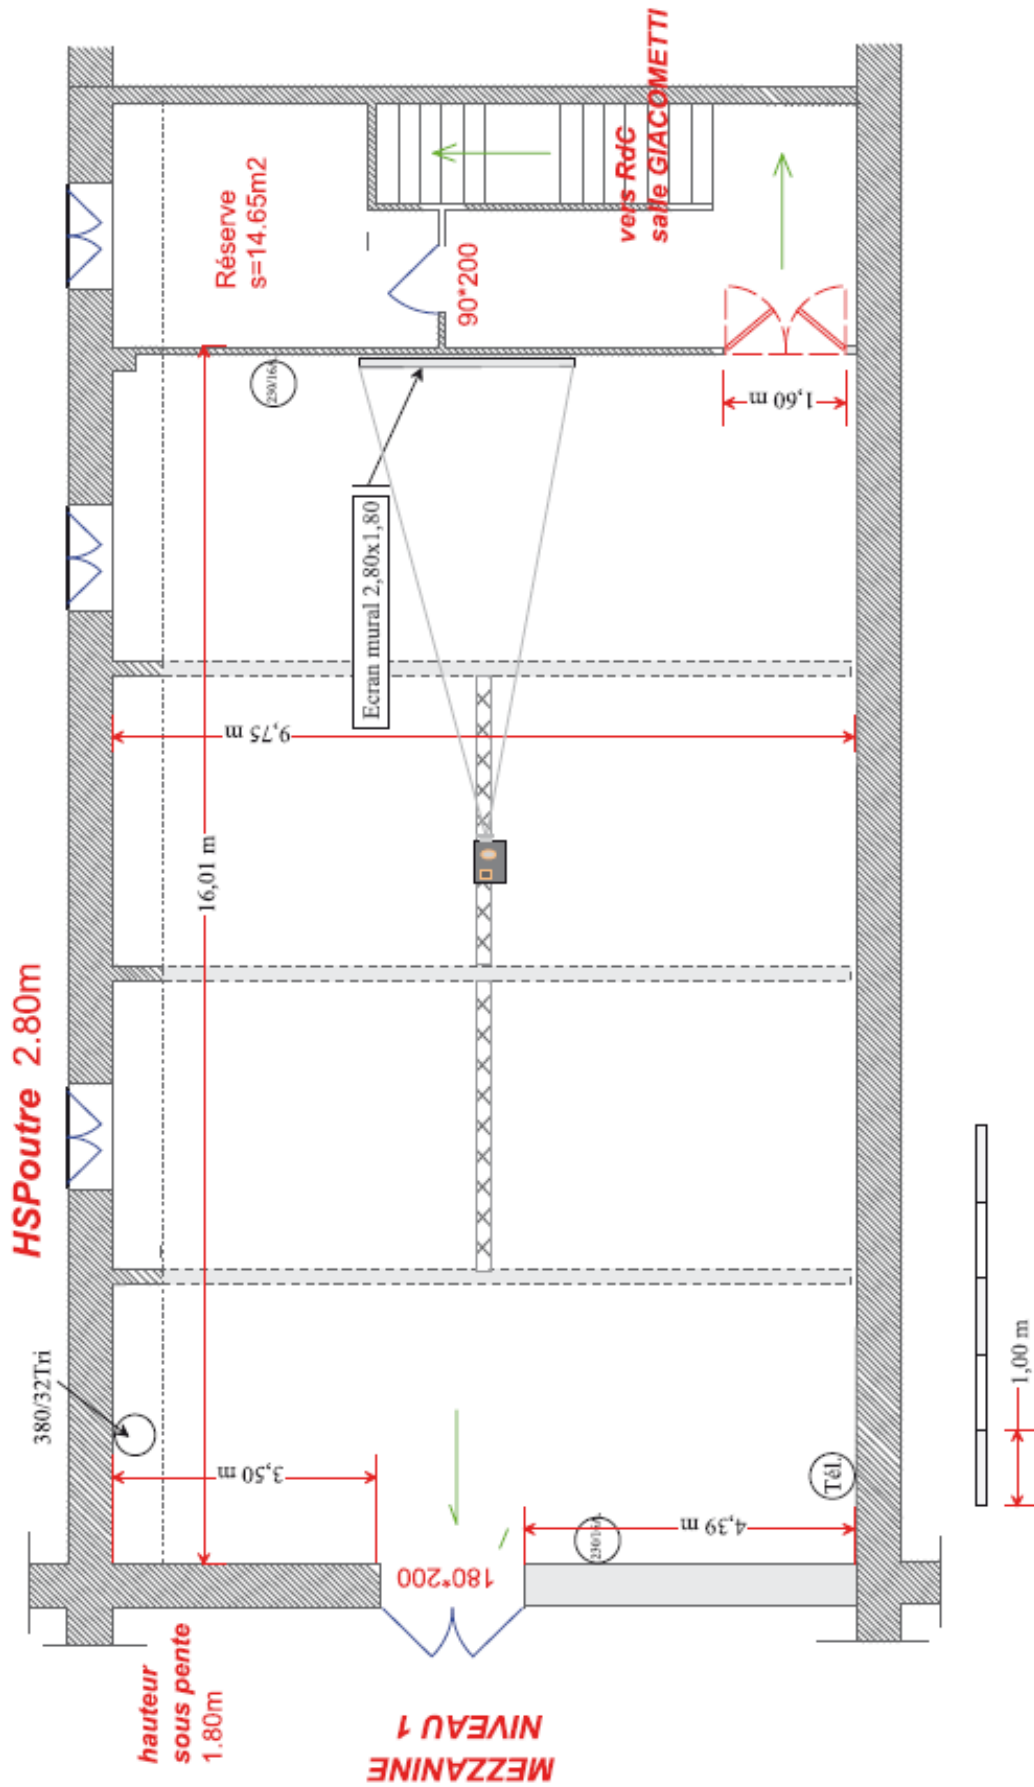 HSPoutre 2.80m
380/32Tri
Réserve
s=14.65m2
90*200
vers RdC
salle GIACOMETTI
230/16A
1,60 m
Ecran mural 2,80x1,80
9,75 m
16,01 m
3,50 m
180*200
4,39 m
Tél.
1,00 m
hauteur
sous pente
1.80m
MEZZANINE
NIVEAU 1